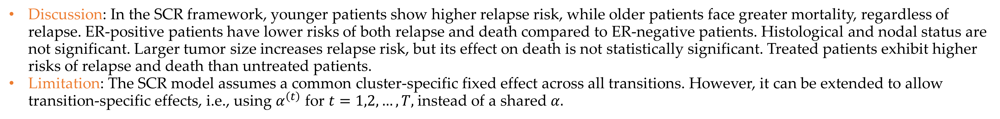 • Discussion: In the SCR framework, younger patients show higher relapse risk, while older patients face greater mortality, regardless of
relapse. ER-positive patients have lower risks of both relapse and death compared to ER-negative patients. Histological and nodal status are
not significant. Larger tumor size increases relapse risk, but its effect on death is not statistically significant. Treated patients exhibit higher
risks of relapse and death than untreated patients.
• Limitation: The SCR model assumes a common cluster-specific fixed effect across all transitions. However, it can be extended to allow
transition-specific effects, i.e., using α⁽ᵗ⁾ for t = 1,2, … , T, instead of a shared α.